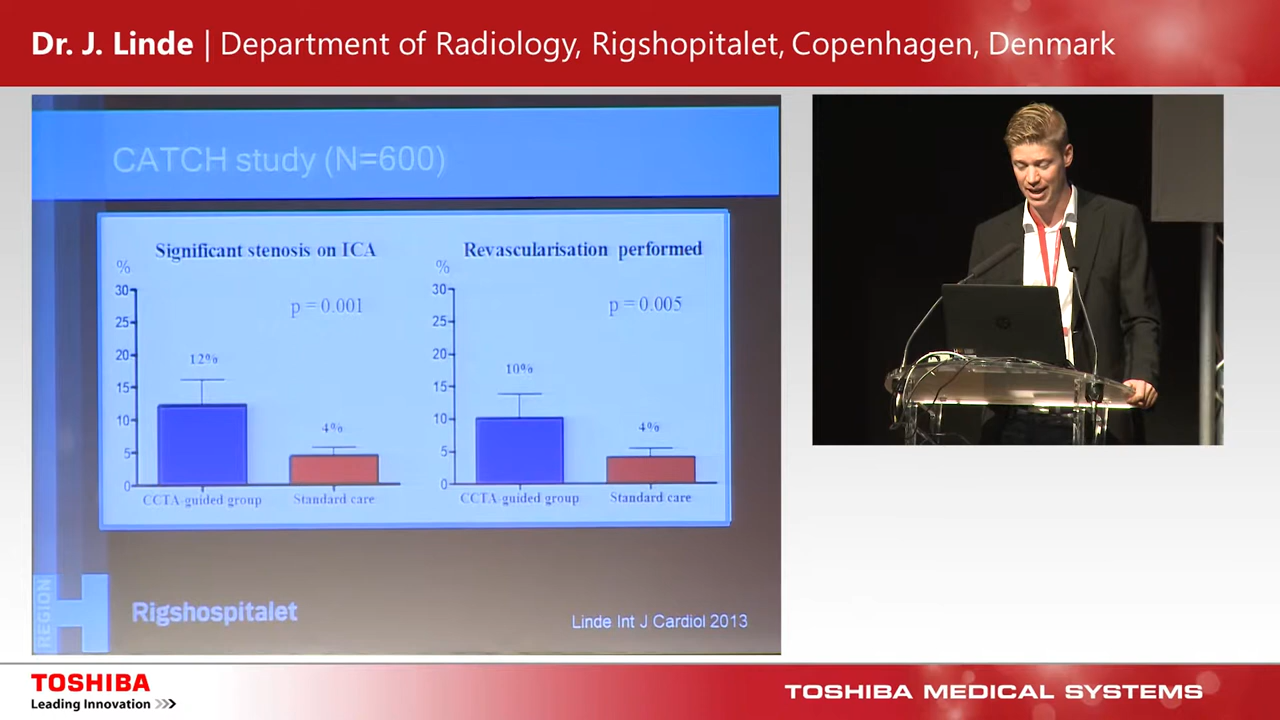 Dr. J. Linde | Department of Radiology, Rigshopitalet, Copenhagen, Denmark
CATCH study (N=600)
Significant stenosis on ICA
%
30
25
20
15
10
5
0
p = 0.001
12%
4%
CCTA-guided group
Standard care
Revascularisation performed
%
30
25
20
15
10
5
0
p = 0.005
10%
4%
CCTA-guided group
Standard care
REGION
Rigshospitalet
Linde Int J Cardiol 2013
TOSHIBA
Leading Innovation >>>
TOSHIBA MEDICAL SYSTEMS